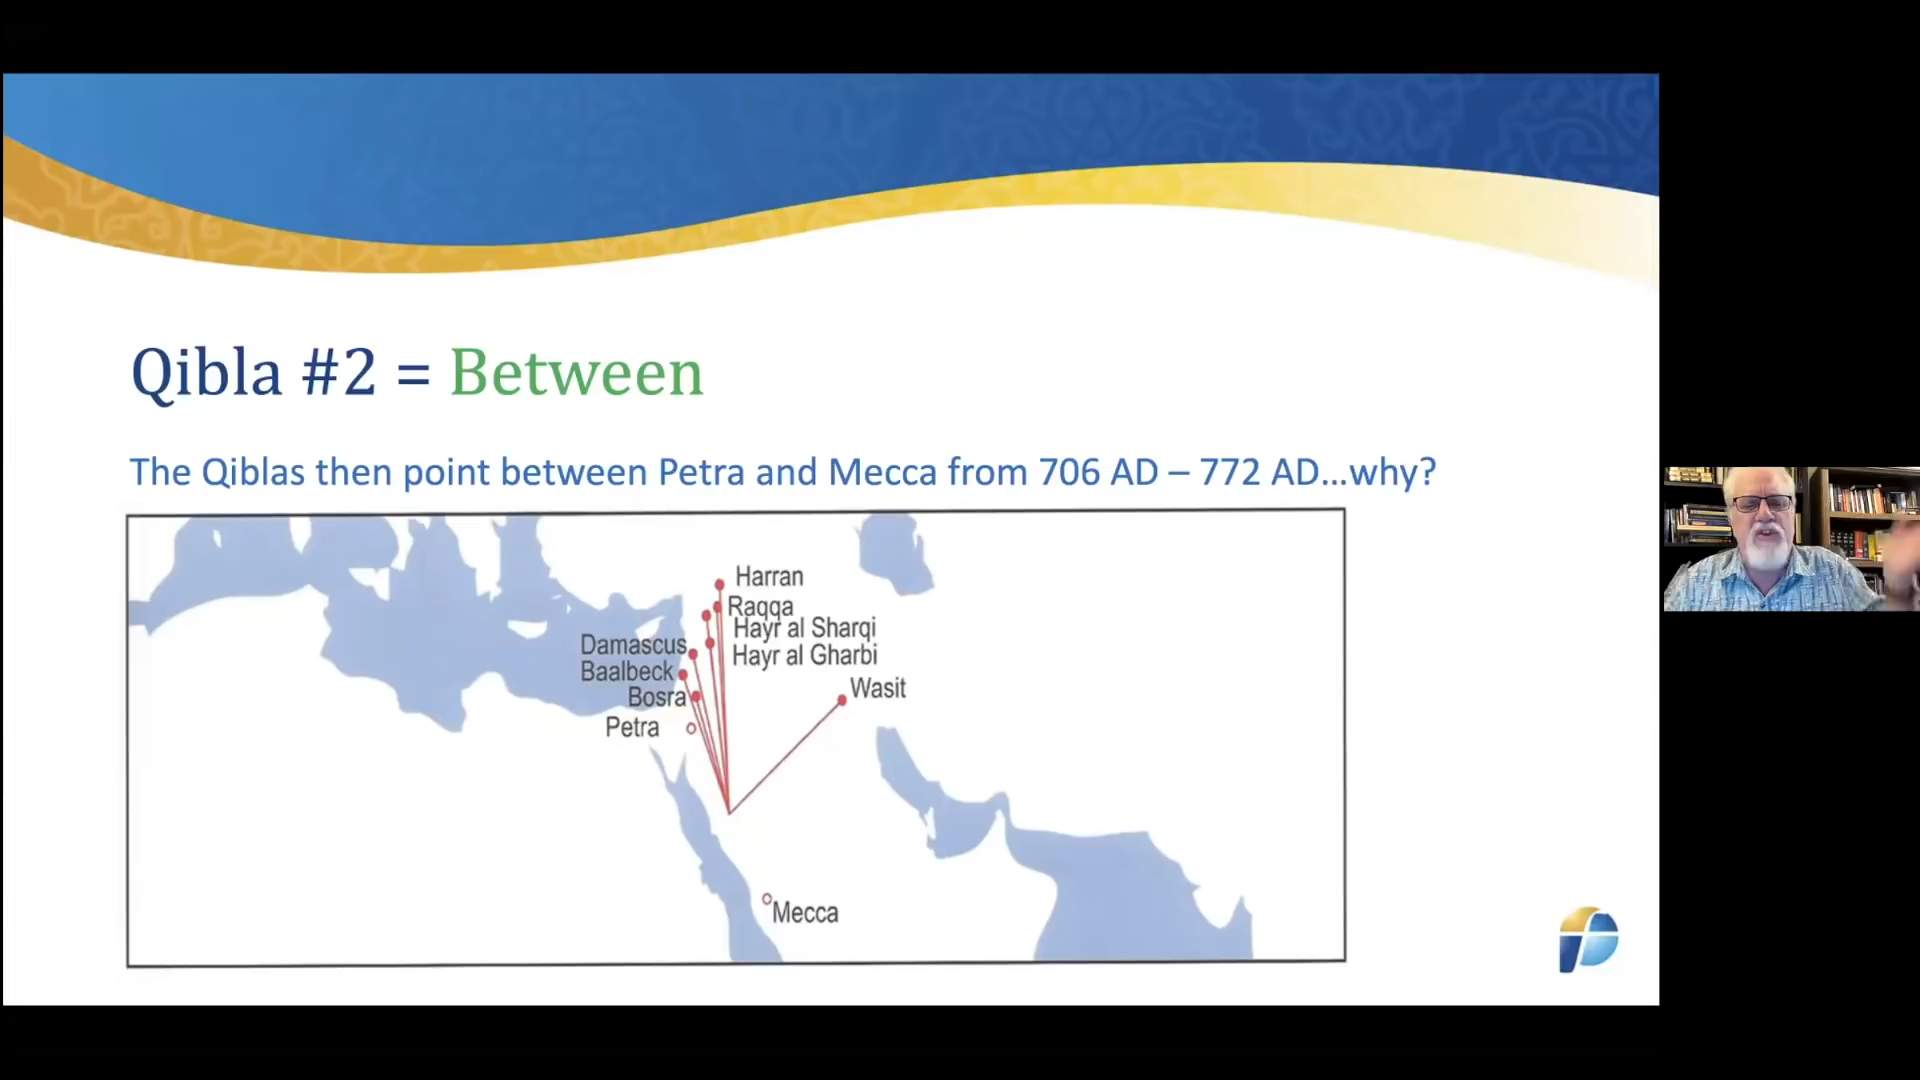 Qibla #2 = Between
The Qiblas then point between Petra and Mecca from 706 AD – 772 AD...why?
Harran
Raqqa
Hayr al Sharqi
Damascus
Hayr al Gharbi
Baalbeck
Wasit
Bosra
Petra
Mecca